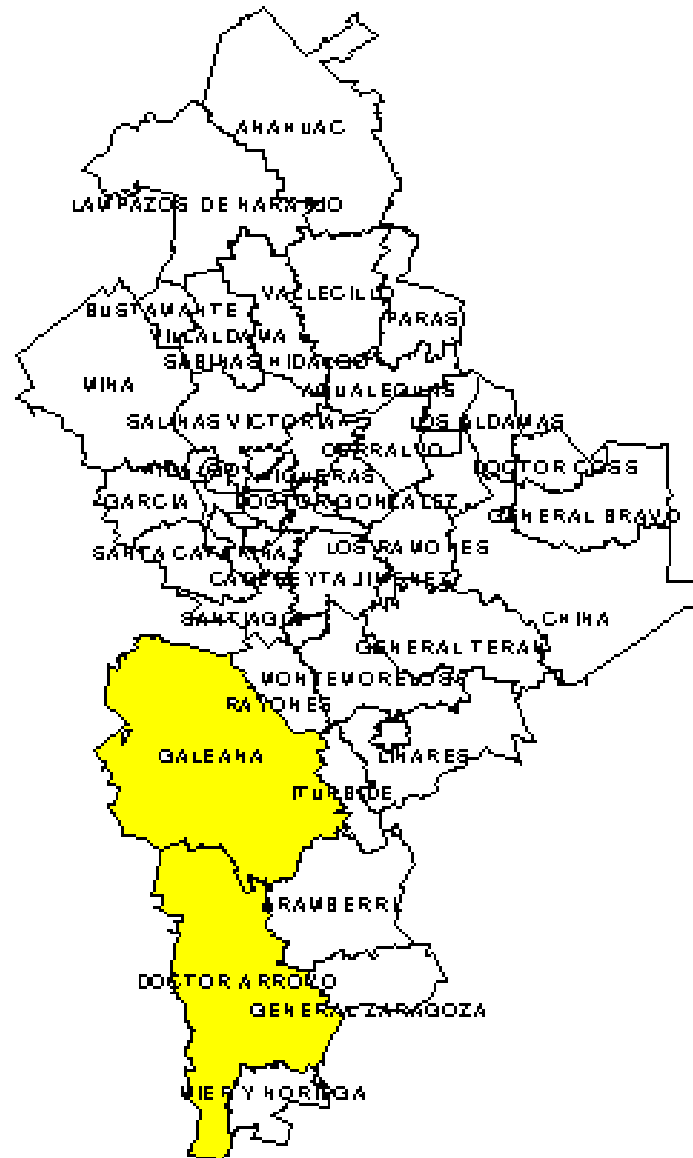 ANAHUAC
LAMPAZOS DE NARANJO
VALLECILLO
BUSTAMANTE
PARAS
VILLALDAMA
SABINAS HIDALGO
MINA
AGUALEGUAS
SALINAS VICTORIA
LOS ALDAMAS
CERRALVO
HIDALGO
HIGUERAS
DOCTOR COSS
GARCIA
DOCTOR GONZALEZ
GENERAL BRAVO
SANTA CATARINA
LOS RAMONES
CADEREYTA JIMENEZ
SANTIAGO
CHINA
GENERAL TERAN
MONTEMORELOS
RAYONES
GALEANA
LINARES
ITURBIDE
ARAMBERRI
DOCTOR ARROYO
GENERAL ZARAGOZA
MIER Y NORIEGA